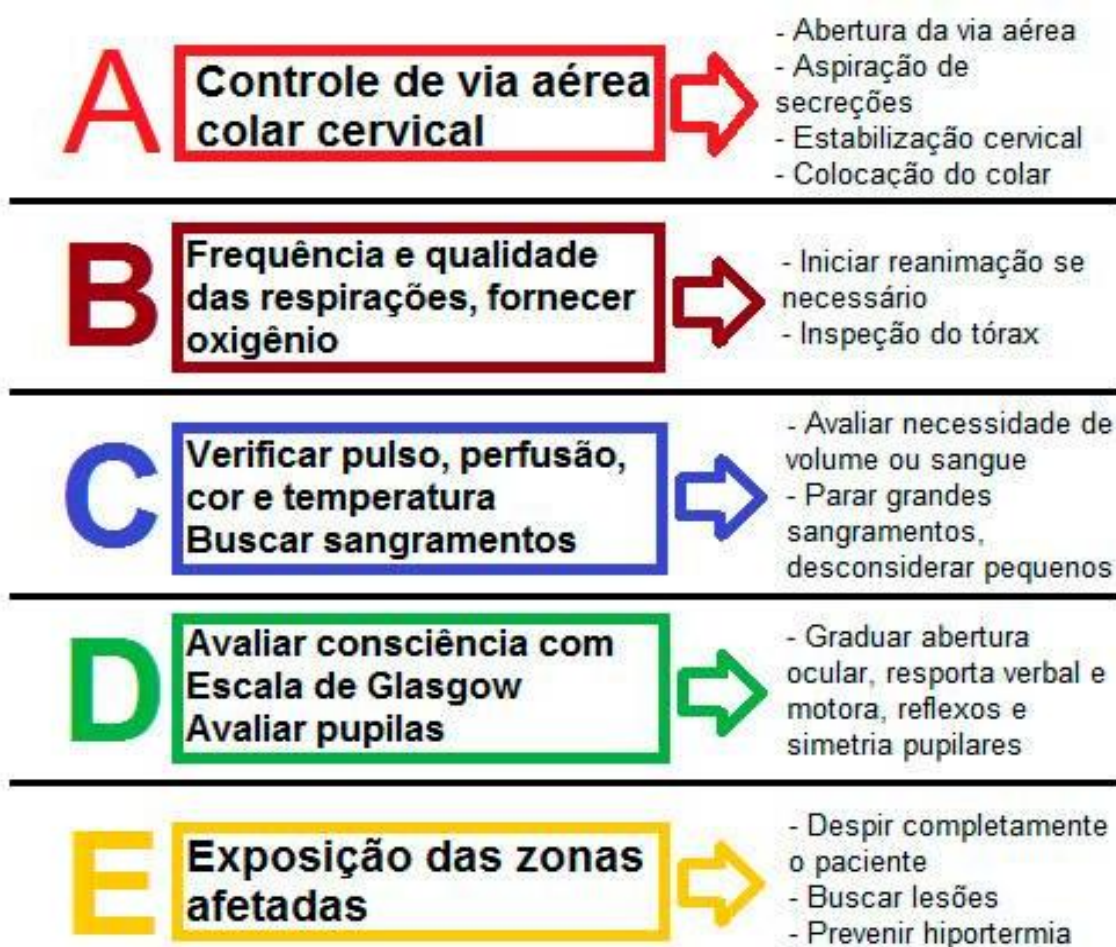 A
Controle de via aérea
colar cervical
- Abertura da via aérea
- Aspiração de
secreções
- Estabilização cervical
- Colocação do colar
B
Frequência e qualidade
das respirações, fornecer
oxigênio
- Iniciar reanimação se
necessário
- Inspeção do tórax
C
Verificar pulso, perfusão,
cor e temperatura
Buscar sangramentos
- Avaliar necessidade de
volume ou sangue
- Parar grandes
sangramentos,
desconsiderar pequenos
D
Avaliar consciência com
Escala de Glasgow
Avaliar pupilas
- Graduar abertura
ocular, resporta verbal e
motora, reflexos e
simetria pupilares
E
Exposição das zonas
afetadas
- Despir completamente
o paciente
- Buscar lesões
- Prevenir hiportermia